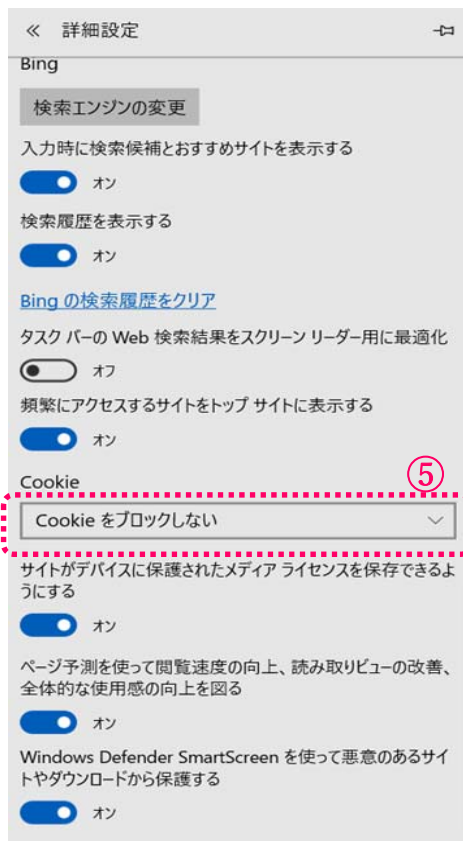 « 詳細設定
Bing
検索エンジンの変更
入力時に検索候補とおすすめサイトを表示する
オン
検索履歴を表示する
オン
Bing の検索履歴をクリア
タスク バーの Web 検索結果をスクリーン リーダー用に最適化
オフ
頻繁にアクセスするサイトをトップ サイトに表示する
オン
Cookie
⑤
Cookie をブロックしない
サイトがデバイスに保護されたメディア ライセンスを保存できるよ
うにする
オン
ページ予測を使って閲覧速度の向上、読み取りビューの改善、
全体的な使用感の向上を図る
オン
Windows Defender SmartScreen を使って悪意のあるサイ
トやダウンロードから保護する
オン